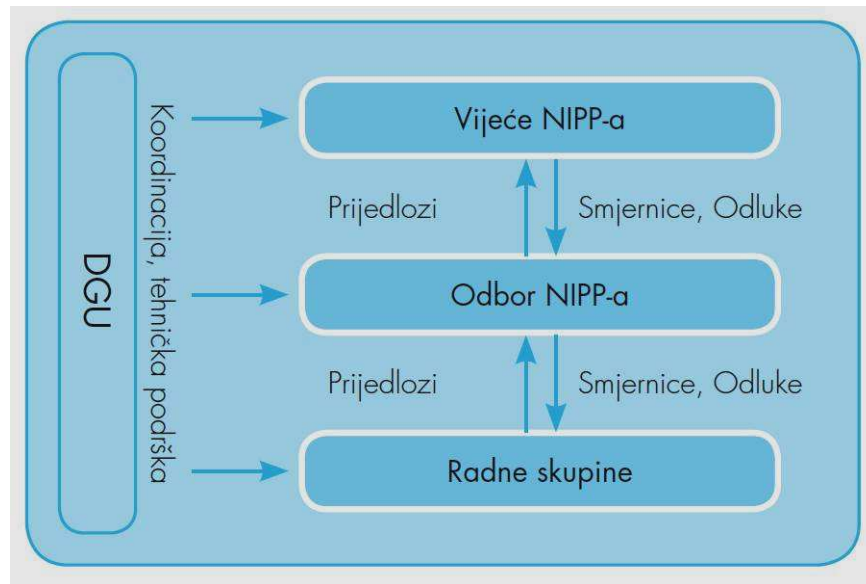 DGU
Koordinacija, tehnička podrška
Vijeće NIPP-a
Prijedlozi
Smjernice, Odluke
Odbor NIPP-a
Prijedlozi
Smjernice, Odluke
Radne skupine